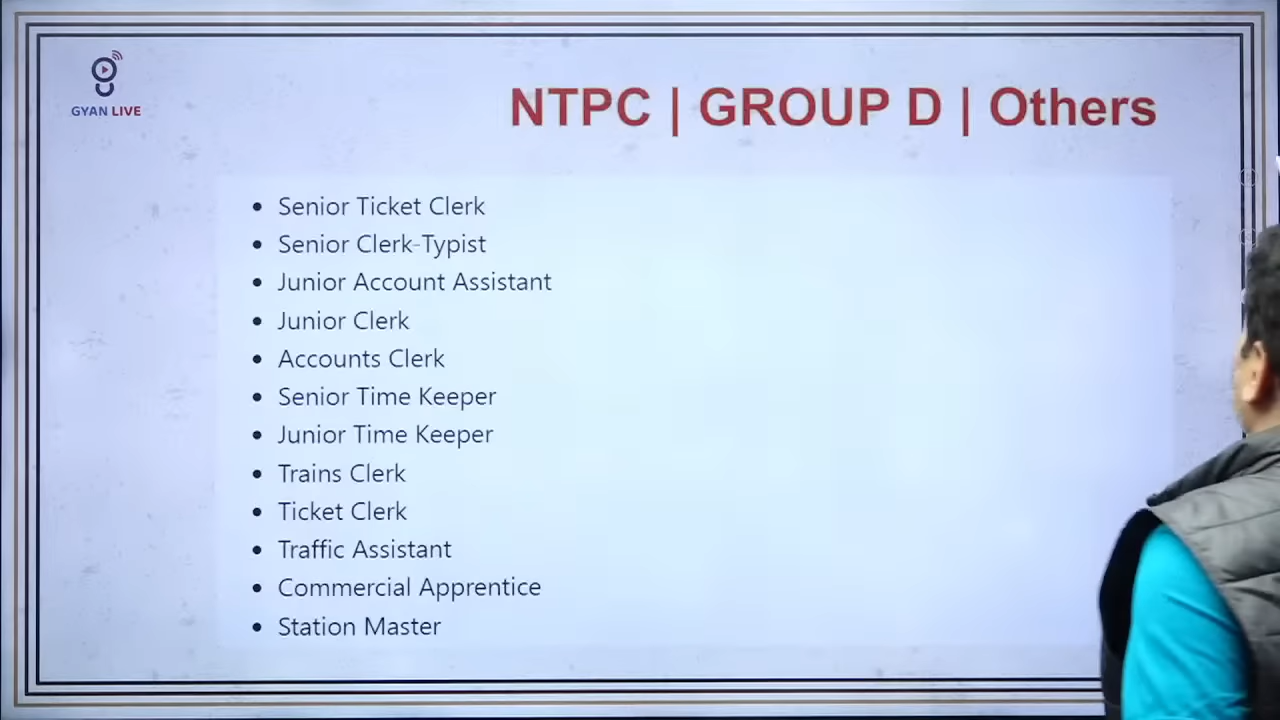 GYAN LIVE
NTPC | GROUP D | Others
• Senior Ticket Clerk
• Senior Clerk-Typist
• Junior Account Assistant
• Junior Clerk
• Accounts Clerk
• Senior Time Keeper
• Junior Time Keeper
• Trains Clerk
• Ticket Clerk
• Traffic Assistant
• Commercial Apprentice
• Station Master